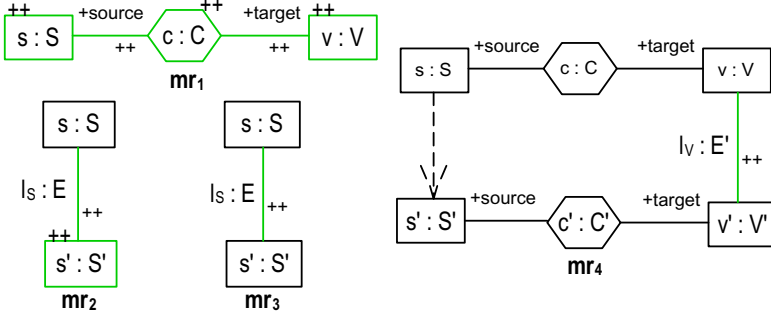 ++ +source ++ +target ++
s : S c : C v : V
++ ++
mr1
s : S
lS : E
++
++
s' : S'
mr2
s : S
lS : E
++
s' : S'
mr3
s : S +source c : C +target v : V
lV : E'
++
s' : S' +source c' : C' +target v' : V'
mr4